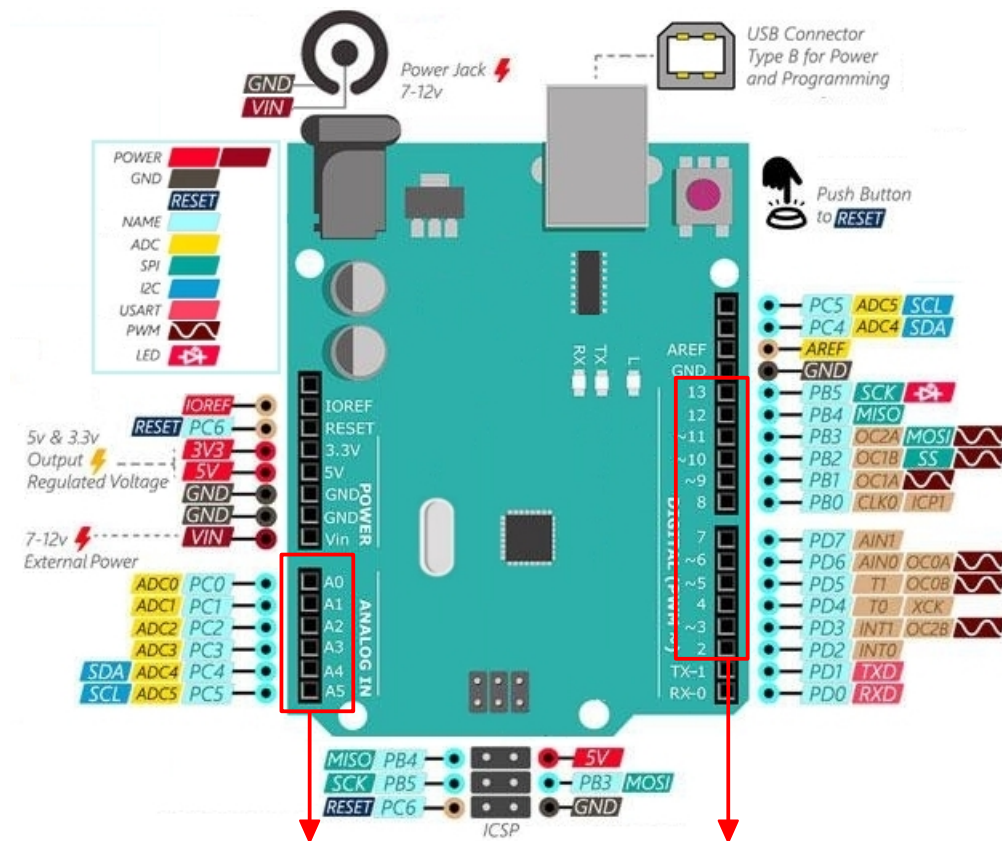 USB Connector
Type B for Power
and Programming
Power Jack
7-12v
GND
VIN
POWER
GND
RESET
NAME
ADC
SPI
I2C
USART
PWM
LED
Push Button
to RESET
PC5 ADC5 SCL
PC4 ADC4 SDA
AREF
GND
PB5 SCK
PB4 MISO
PB3 OC2A MOSI
PB2 OC1B SS
PB1 OC1A
PB0 CLK0 ICP1
PD7 AIN1
PD6 AIN0 OC0A
PD5 T1 OC0B
PD4 T0 XCK
PD3 INT1 OC2B
PD2 INT0
PD1 TXD
PD0 RXD
RX
TX
L
AREF
GND
13
12
~11
~10
~9
8
7
~6
~5
4
~3
2
TX~1
RX~0
IOREF
RESET
3.3V
5V
GND
GND
Vin
POWER
A0
A1
A2
A3
A4
A5
ANALOG IN
IOREF
RESET PC6
3V3
5V
GND
GND
VIN
5v & 3.3v
Output
Regulated Voltage
7-12v
External Power
ADC0 PC0
ADC1 PC1
ADC2 PC2
ADC3 PC3
SDA ADC4 PC4
SCL ADC5 PC5
MISO PB4
SCK PB5
RESET PC6
5V
PB3 MOSI
GND
ICSP